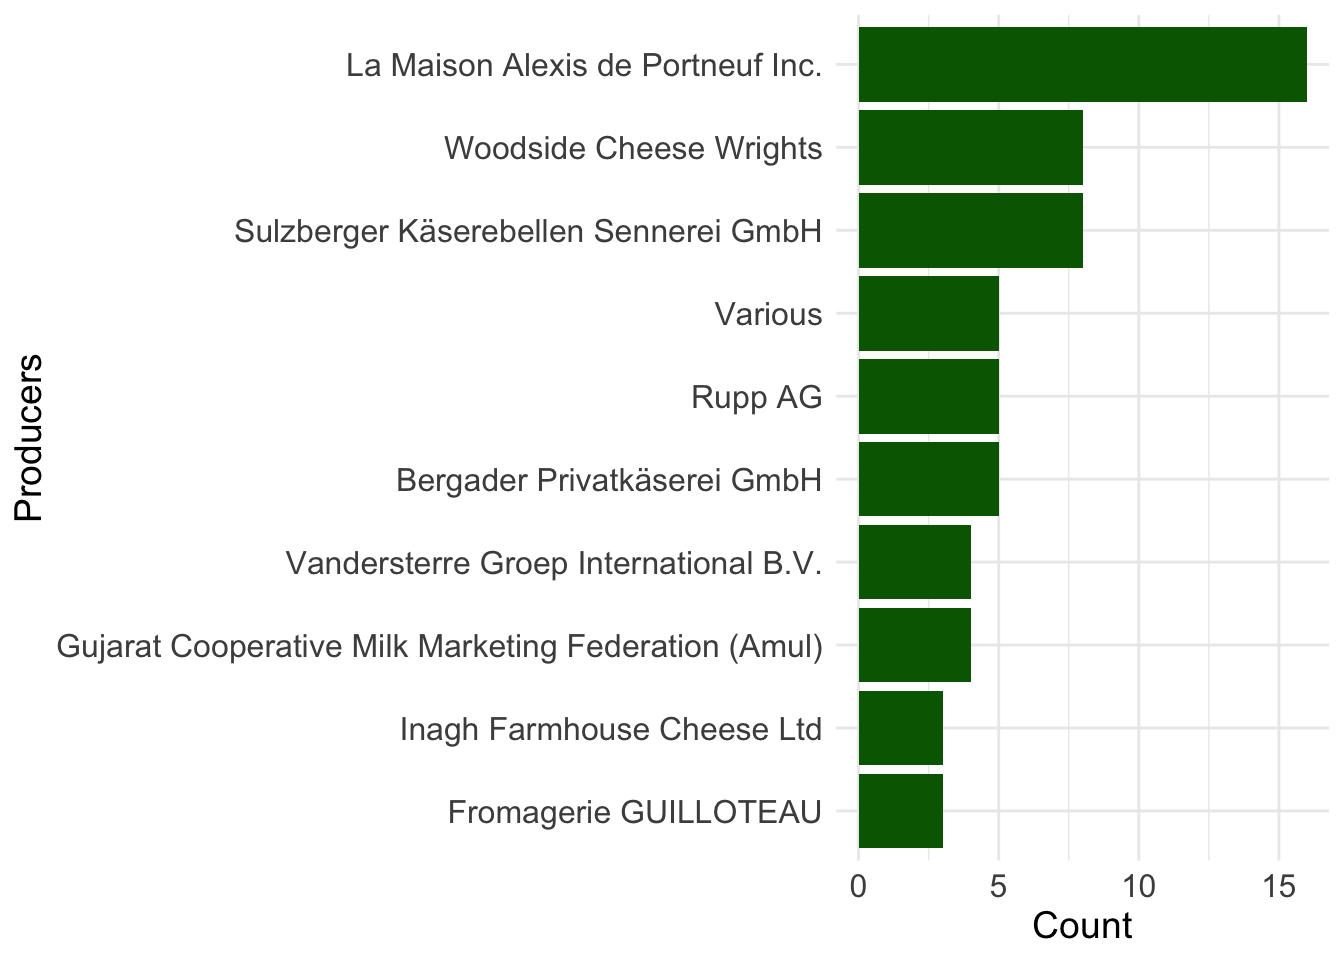 La Maison Alexis de Portneuf Inc.
Woodside Cheese Wrights
Sulzberger Käserebellen Sennerei GmbH
Various
Rupp AG
Bergader Privatkäserei GmbH
Vandersterre Groep International B.V.
Gujarat Cooperative Milk Marketing Federation (Amul)
Inagh Farmhouse Cheese Ltd
Fromagerie GUILLOTEAU
Producers
0 5 10 15
Count